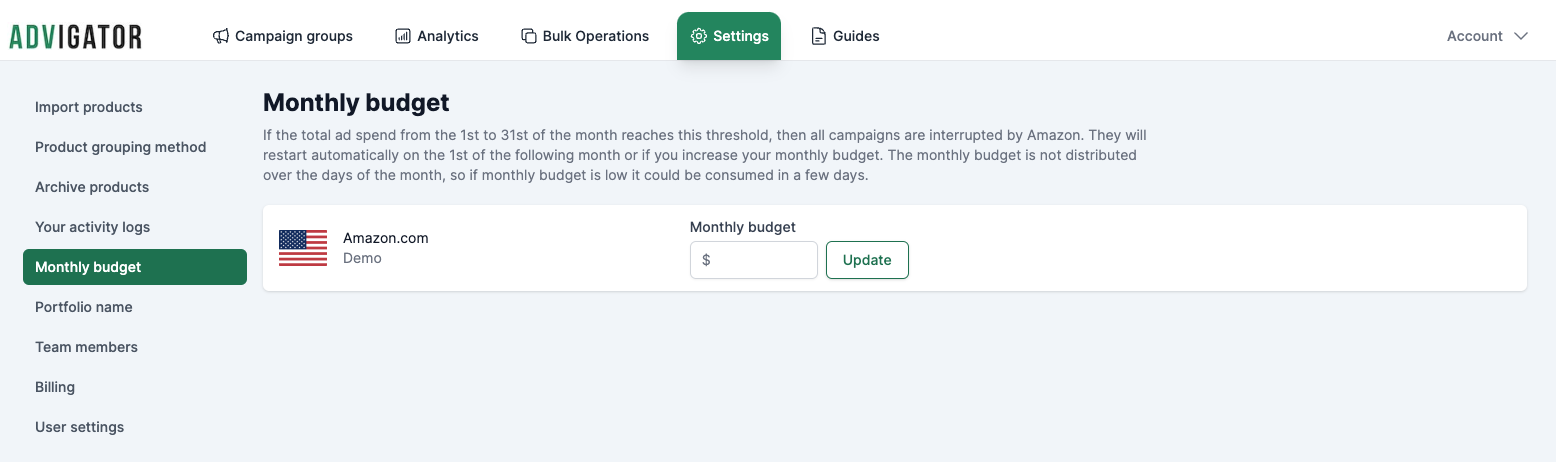 ADVIGATOR
Campaign groups
Analytics
Bulk Operations
Settings
Guides
Account
Import products
Product grouping method
Archive products
Your activity logs
Monthly budget
Portfolio name
Team members
Billing
User settings
Monthly budget
If the total ad spend from the 1st to 31st of the month reaches this threshold, then all campaigns are interrupted by Amazon. They will
restart automatically on the 1st of the following month or if you increase your monthly budget. The monthly budget is not distributed
over the days of the month, so if monthly budget is low it could be consumed in a few days.
Amazon.com
Demo
Monthly budget
$
Update